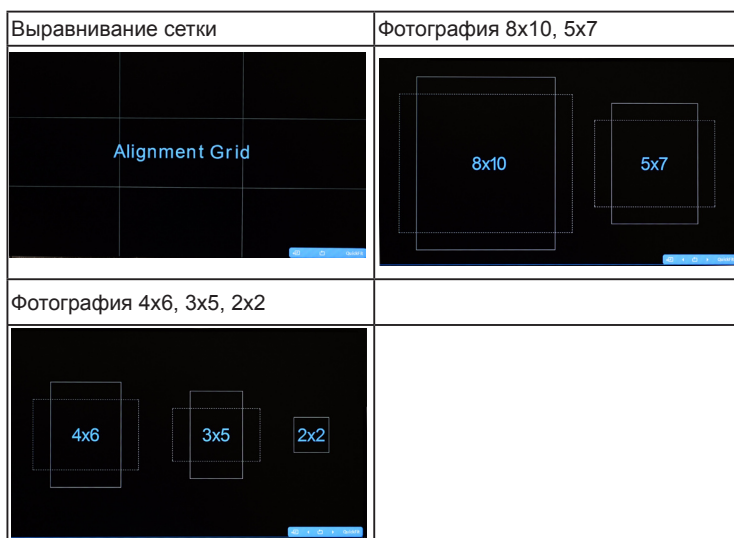 Выравнивание сетки
Фотография 8x10, 5x7
Alignment Grid
8x10
5x7
Фотография 4x6, 3x5, 2x2
4x6
3x5
2x2